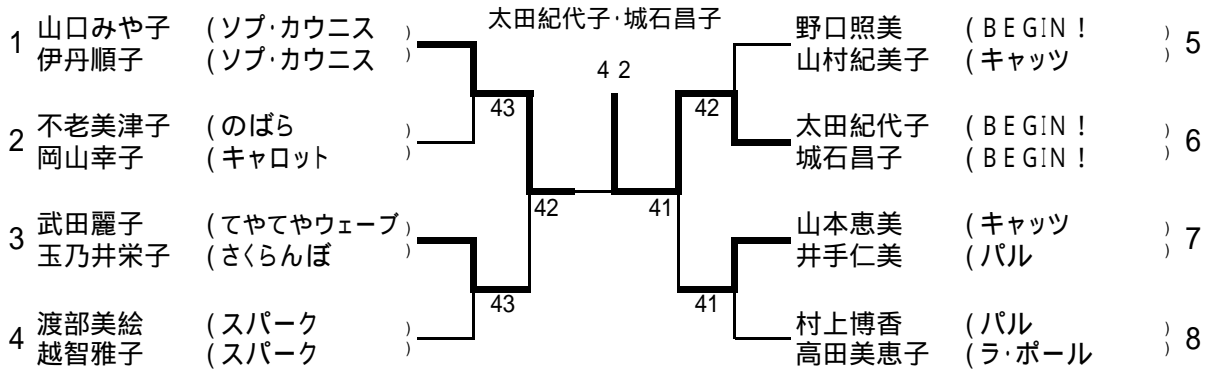 太田紀代子･城石昌子
4 2
1 山口みや子 (ソプ･カウニス )
伊丹順子 (ソプ･カウニス )
43
2 不老美津子 (のばら )
岡山幸子 (キャロット )
42
3 武田麗子 (てやてやウェーブ )
玉乃井栄子 (さくらんぼ )
43
4 渡部美絵 (スパーク )
越智雅子 (スパーク )
野口照美 (BEGIN! ) 5
山村紀美子 (キャッツ )
42
太田紀代子 (BEGIN! ) 6
城石昌子 (BEGIN! )
41
山本恵美 (キャッツ ) 7
井手仁美 (パル )
41
村上博香 (パル ) 8
高田美恵子 (ラ･ポール )